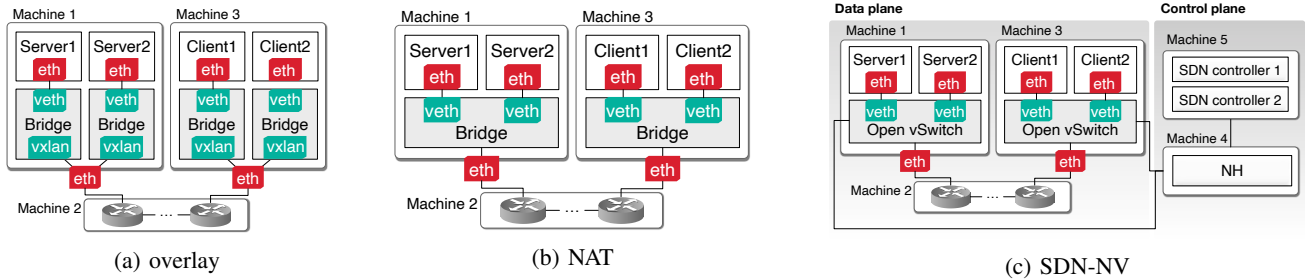 Machine 1
Machine 3
Server1
Server2
Client1
Client2
eth
eth
eth
eth
veth
veth
veth
veth
Bridge
Bridge
Bridge
Bridge
vxlan
vxlan
vxlan
vxlan
eth
eth
Machine 2
...
(a) overlay
Machine 1
Machine 3
Server1
Server2
Client1
Client2
eth
eth
eth
eth
veth
veth
veth
veth
Bridge
Bridge
eth
eth
Machine 2
...
(b) NAT
Data plane
Control plane
Machine 1
Machine 3
Server1
Server2
Client1
Client2
eth
eth
eth
eth
veth
veth
veth
veth
Open vSwitch
Open vSwitch
eth
eth
Machine 2
...
Machine 5
SDN controller 1
SDN controller 2
Machine 4
NH
(c) SDN-NV